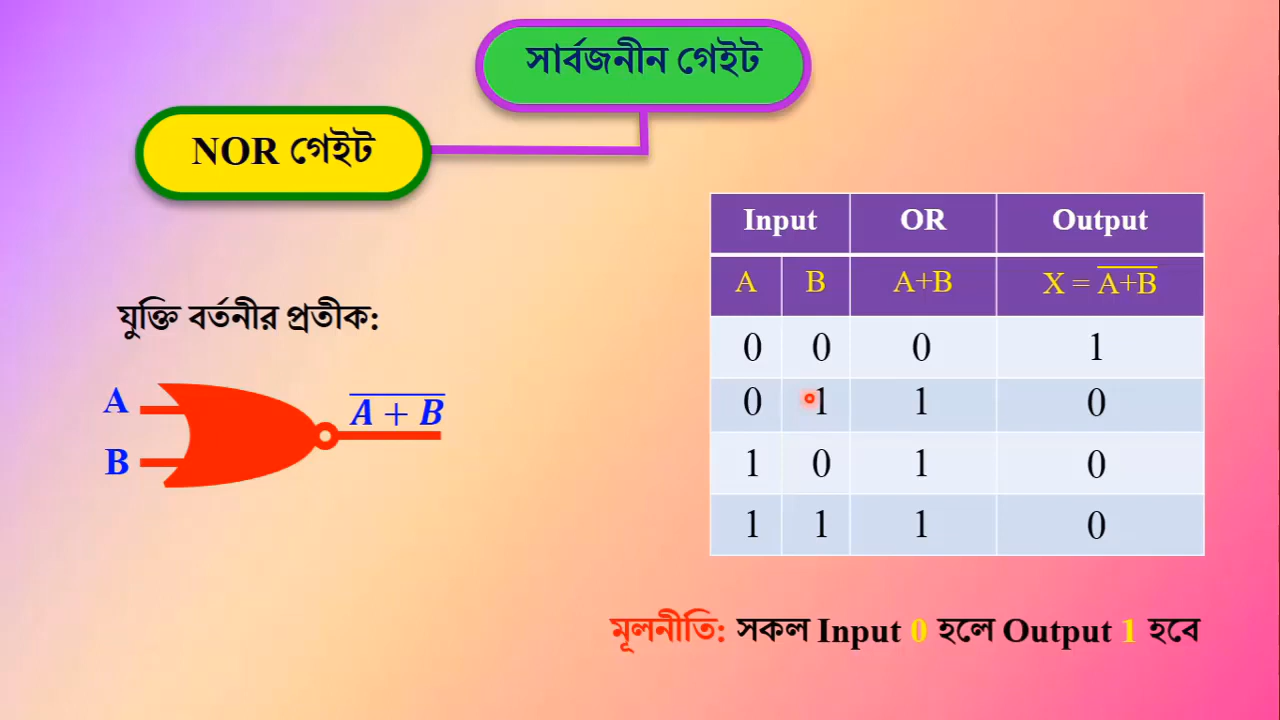 সার্বজনীন গেইট
NOR গেইট
যুক্তি বর্তনীর প্রতীক:
A
B
A + B̅
Input OR Output
A B A+B X = A̅+̅B̅
0 0 0 1
0 1 1 0
1 0 1 0
1 1 1 0
মূলনীতি: সকল Input 0 হলে Output 1 হবে